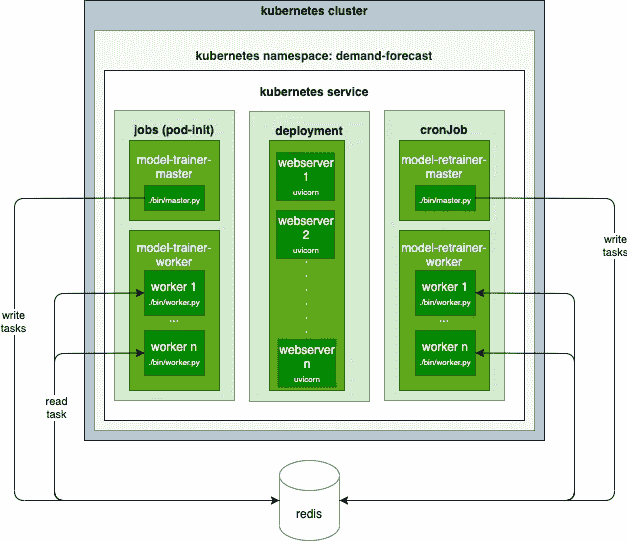 kubernetes cluster
kubernetes namespace: demand-forecast
kubernetes service
jobs (pod-init)
model-trainer-
master
./bin/master.py
model-trainer-
worker
worker 1
./bin/worker.py
...
worker n
./bin/worker.py
deployment
webserver
1
uvicorn
webserver
2
uvicorn
webserver
n
uvicorn
cronJob
model-retrainer-
master
./bin/master.py
model-retrainer-
worker
worker 1
./bin/worker.py
...
worker n
./bin/worker.py
write
tasks
read
task
write
tasks
redis